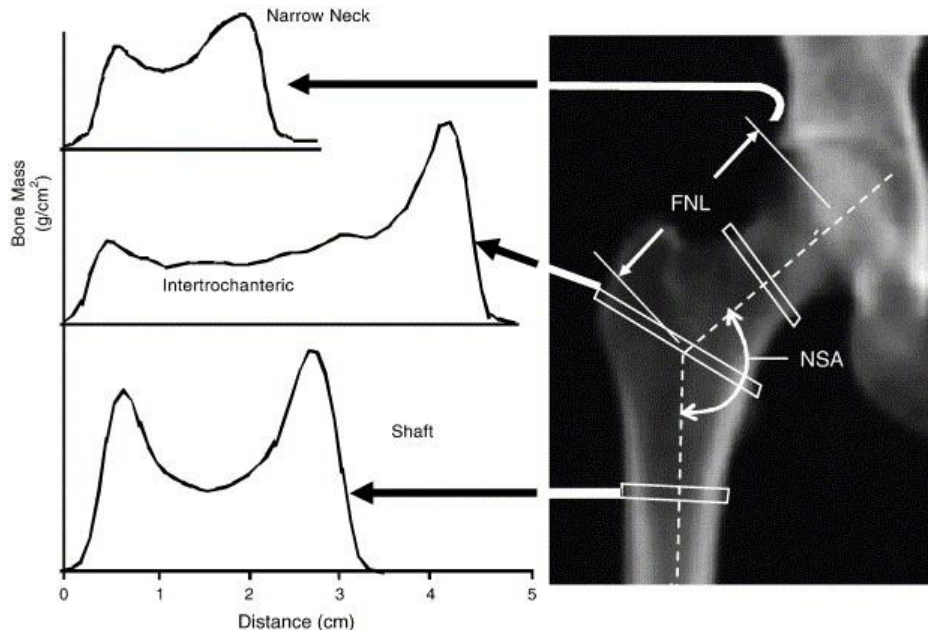 Narrow Neck
Bone Mass
(g/cm²)
Intertrochanteric
Shaft
0 1 2 3 4 5
Distance (cm)
FNL
NSA